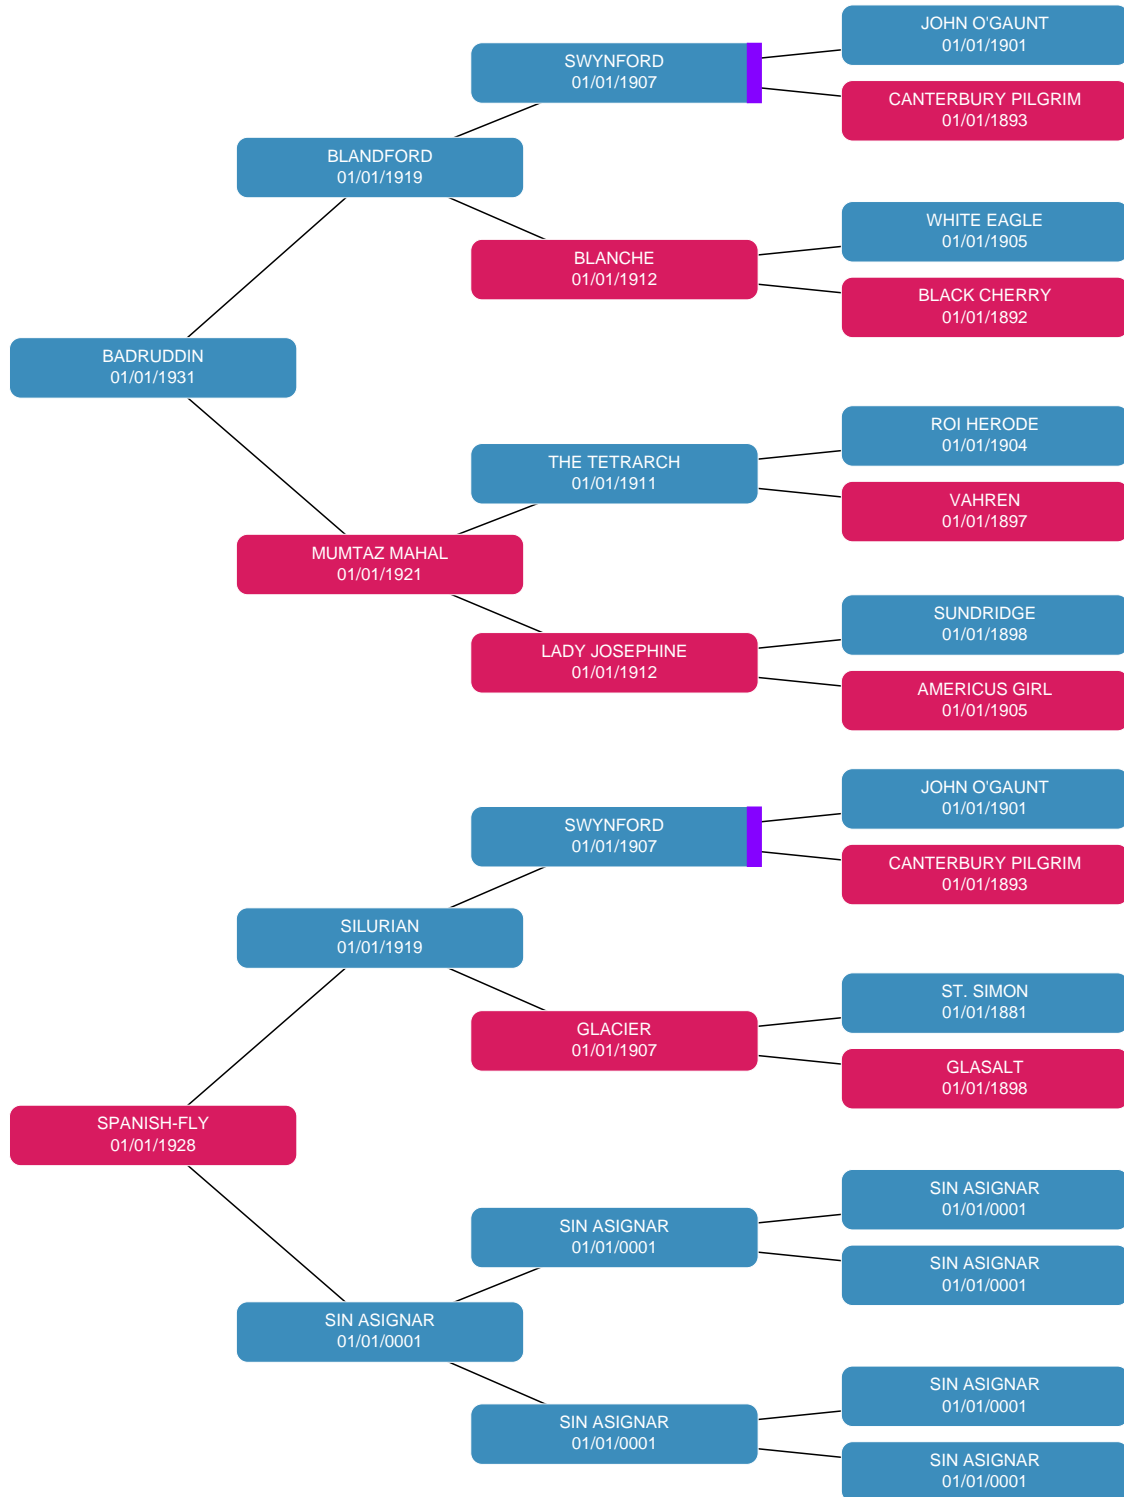 JOHN O'GAUNT
01/01/1901
SWYNFORD
01/01/1907
CANTERBURY PILGRIM
01/01/1893
BLANDFORD
01/01/1919
WHITE EAGLE
01/01/1905
BLANCHE
01/01/1912
BLACK CHERRY
01/01/1892
BADRUDDIN
01/01/1931
ROI HERODE
01/01/1904
THE TETRARCH
01/01/1911
VAHREN
01/01/1897
MUMTAZ MAHAL
01/01/1921
SUNDRIDGE
01/01/1898
LADY JOSEPHINE
01/01/1912
AMERICUS GIRL
01/01/1905
JOHN O'GAUNT
01/01/1901
SWYNFORD
01/01/1907
CANTERBURY PILGRIM
01/01/1893
SILURIAN
01/01/1919
ST. SIMON
01/01/1881
GLACIER
01/01/1907
GLASALT
01/01/1898
SPANISH-FLY
01/01/1928
SIN ASIGNAR
01/01/0001
SIN ASIGNAR
01/01/0001
SIN ASIGNAR
01/01/0001
SIN ASIGNAR
01/01/0001
SIN ASIGNAR
01/01/0001
SIN ASIGNAR
01/01/0001
SIN ASIGNAR
01/01/0001